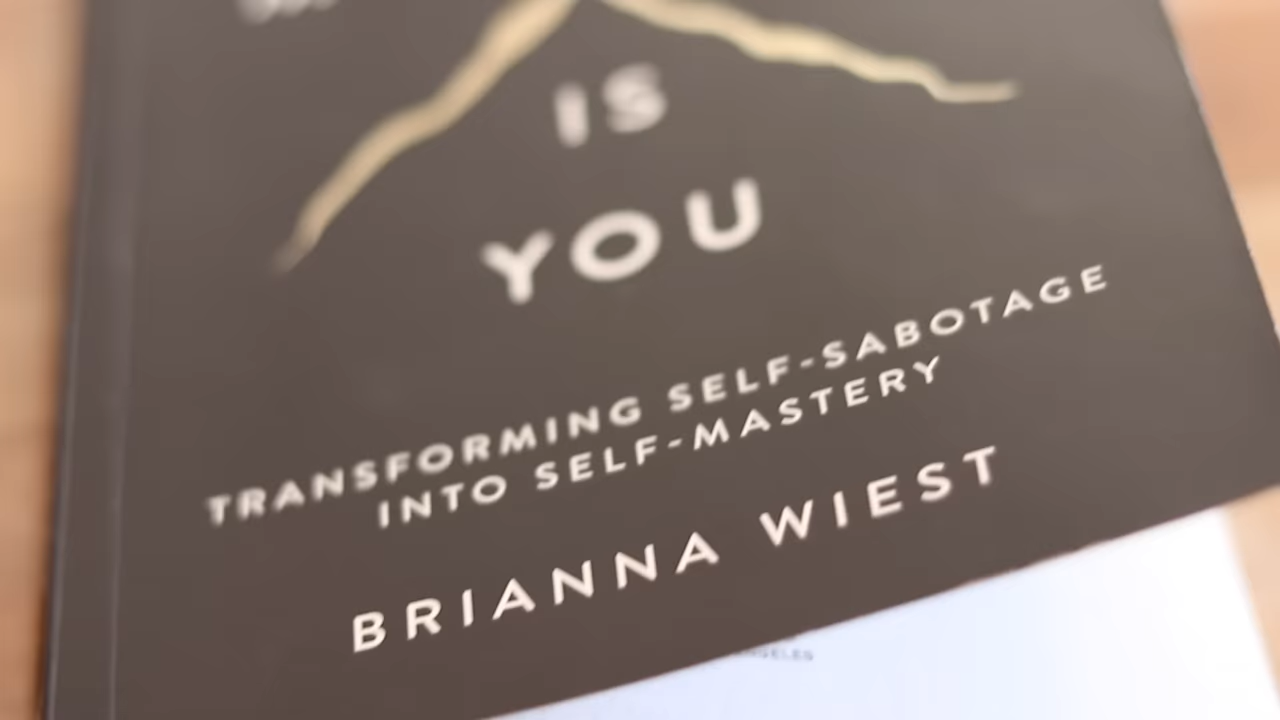 IS
YOU
TRANSFORMING SELF-SABOTAGE
INTO SELF-MASTERY
BRIANNA WIEST